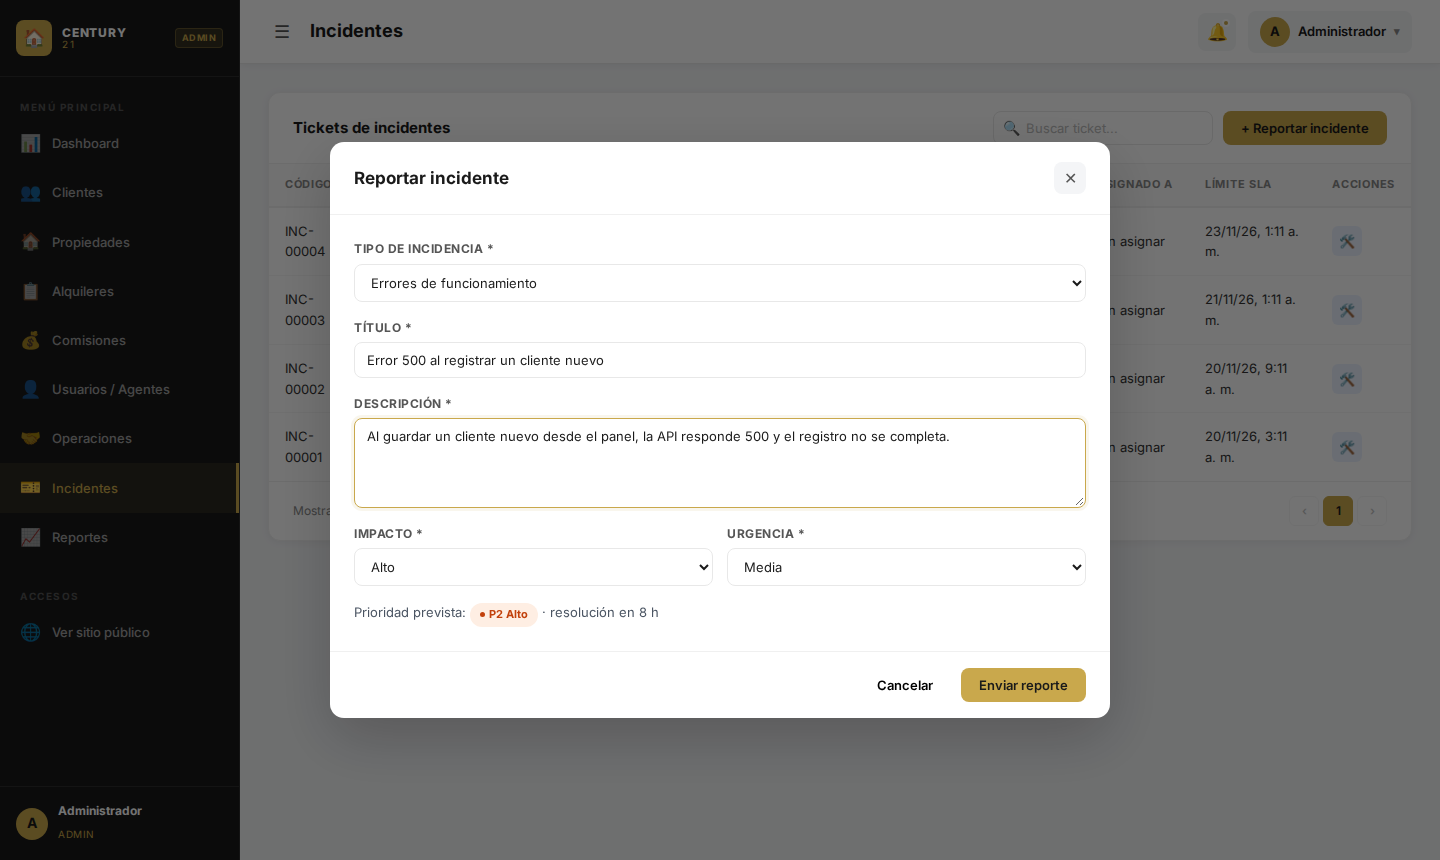 CENTURY
21
ADMIN
MENÚ PRINCIPAL
Dashboard
Clientes
Propiedades
Alquileres
Comisiones
Usuarios / Agentes
Operaciones
Incidentes
Reportes
ACCESOS
Ver sitio público
A
Administrador
ADMIN
Incidentes
A
Administrador
Tickets de incidentes
Buscar ticket...
+ Reportar incidente
LÍMITE SLA
ACCIONES
INC-
00004
asignar
23/11/26, 1:11 a.
m.
INC-
00003
asignar
21/11/26, 1:11 a.
m.
INC-
00002
asignar
20/11/26, 9:11
a. m.
INC-
00001
asignar
20/11/26, 3:11
a. m.
‹ 1 ›
Reportar incidente
✕
TIPO DE INCIDENCIA *
Errores de funcionamiento
TÍTULO *
Error 500 al registrar un cliente nuevo
DESCRIPCIÓN *
Al guardar un cliente nuevo desde el panel, la API responde 500 y el registro no se completa.
IMPACTO *
URGENCIA *
Alto
Media
Prioridad prevista: • P2 Alto · resolución en 8 h
Cancelar
Enviar reporte